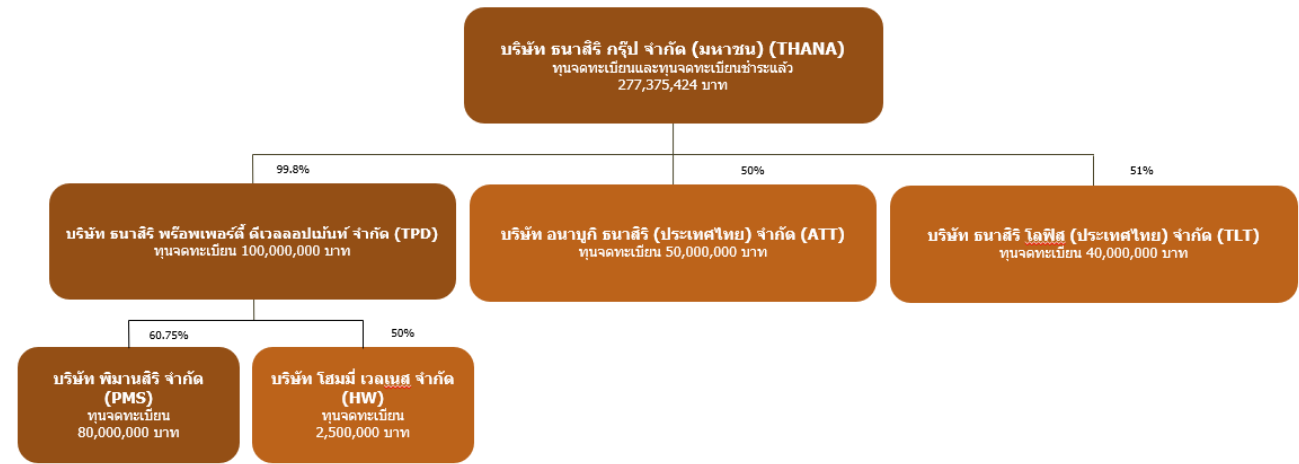 บริษัท ธนาสิริ กรุ๊ป จำกัด (มหาชน) (THANA)
ทุนจดทะเบียนและทุนจดทะเบียนชำระแล้ว
277,375,424 บาท
99.8%
50%
51%
บริษัท ธนาสิริ พร๊อพเพอร์ตี้ ดีเวลลอปเม้นท์ จำกัด (TPD)
ทุนจดทะเบียน 100,000,000 บาท
บริษัท อนาบูกิ ธนาสิริ (ประเทศไทย) จำกัด (ATT)
ทุนจดทะเบียน 50,000,000 บาท
บริษัท ธนาสิริ โลฟิส (ประเทศไทย) จำกัด (TLT)
ทุนจดทะเบียน 40,000,000 บาท
60.75%
50%
บริษัท พิมานสิริ จำกัด
(PMS)
ทุนจดทะเบียน
80,000,000 บาท
บริษัท โฮมมี่ เวลเนส จำกัด
(HW)
ทุนจดทะเบียน
2,500,000 บาท